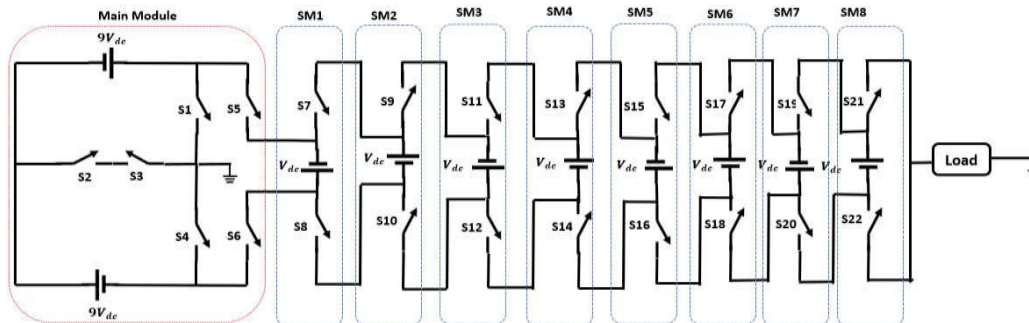 Main Module
SM1
SM2
SM3
SM4
SM5
SM6
SM7
SM8
9V_dc
S1
S5
S7
S9
S11
S13
S15
S17
S19
S21
S2
S3
V_dc
V_dc
V_dc
V_dc
V_dc
V_dc
V_dc
V_dc
Load
S4
S6
S8
S10
S12
S14
S16
S18
S20
S22
9V_dc